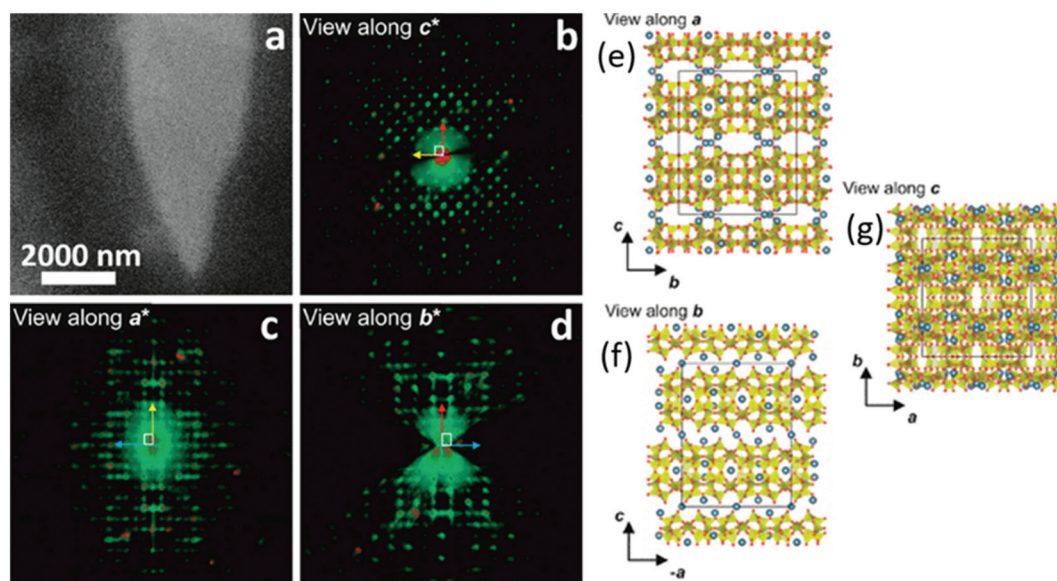 a
2000 nm
View along c*
b
View along a*
c
View along b*
d
View along a
(e)
c
b
View along b
(f)
c
-a
View along c
(g)
b
a